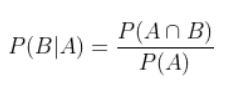 P(B|A) = P(A ∩ B) / P(A)